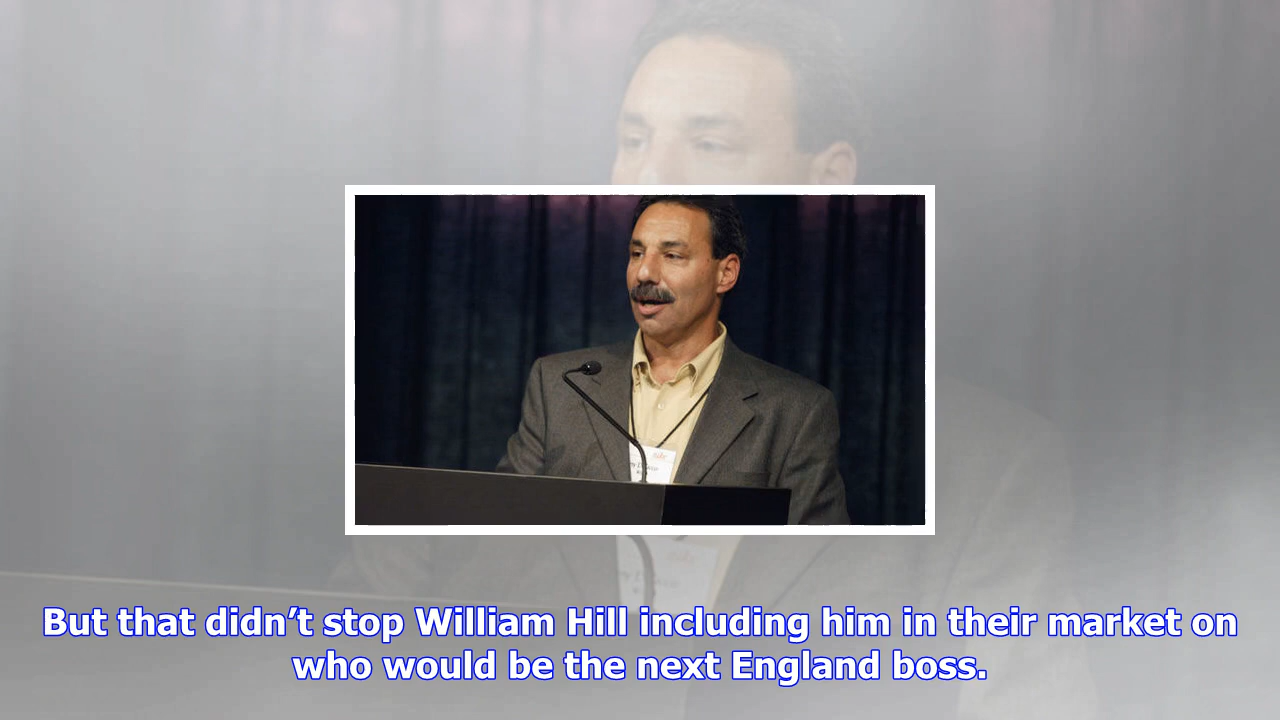 But that didn’t stop William Hill including him in their market on
who would be the next England boss.